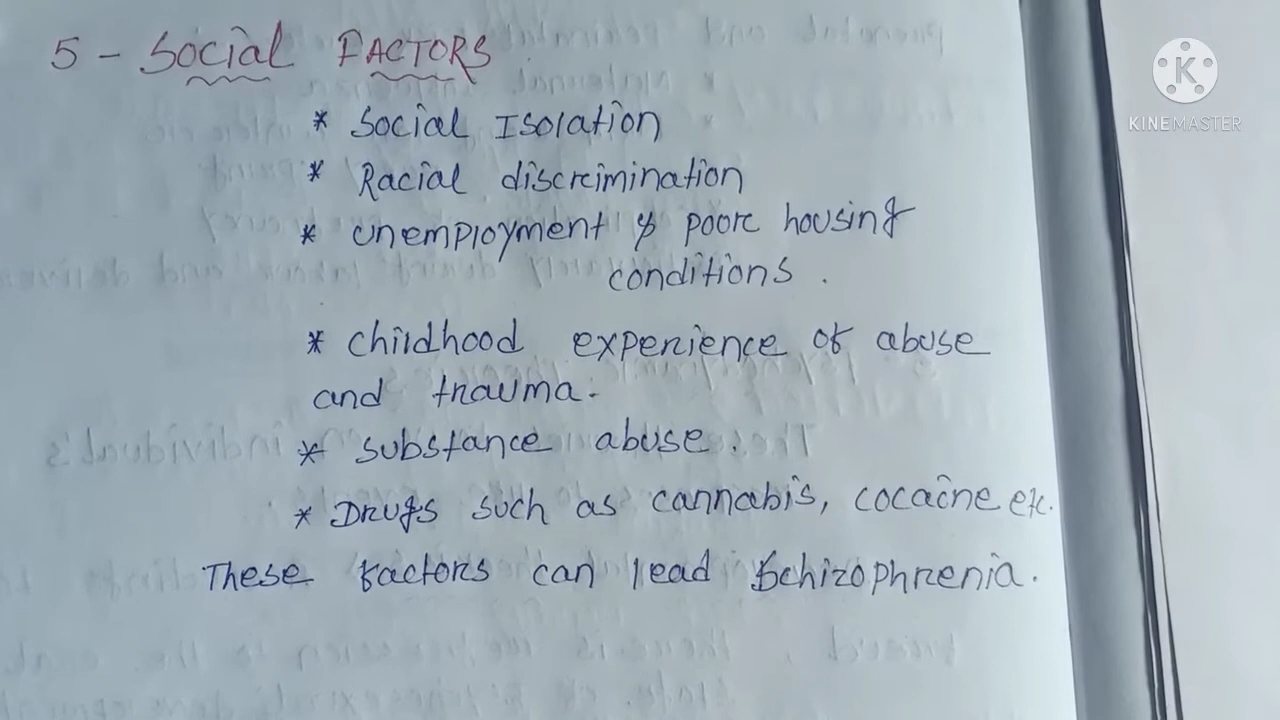 5 - Social FACTORS
* Social Isolation
* Racial discrimination
* Unemployment & poor housing
conditions.
* childhood experience of abuse
and trauma.
* substance abuse.
* Drugs such as cannabis, cocaine etc.
These factors can lead Schizophrenia.
KINEMASTER